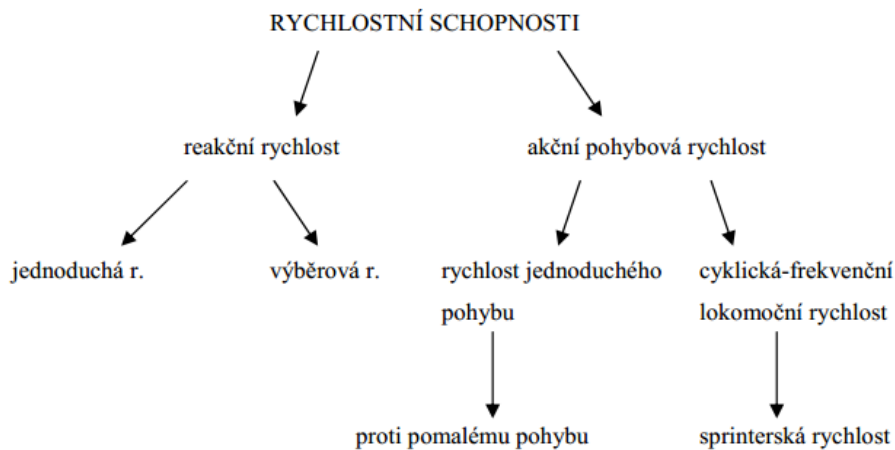 RYCHLOSTNÍ SCHOPNOSTI
reakční rychlost
akční pohybová rychlost
jednoduchá r.
výběrová r.
rychlost jednoduchého
pohybu
cyklická-frekvenční
lokomoční rychlost
proti pomalému pohybu
sprinterská rychlost